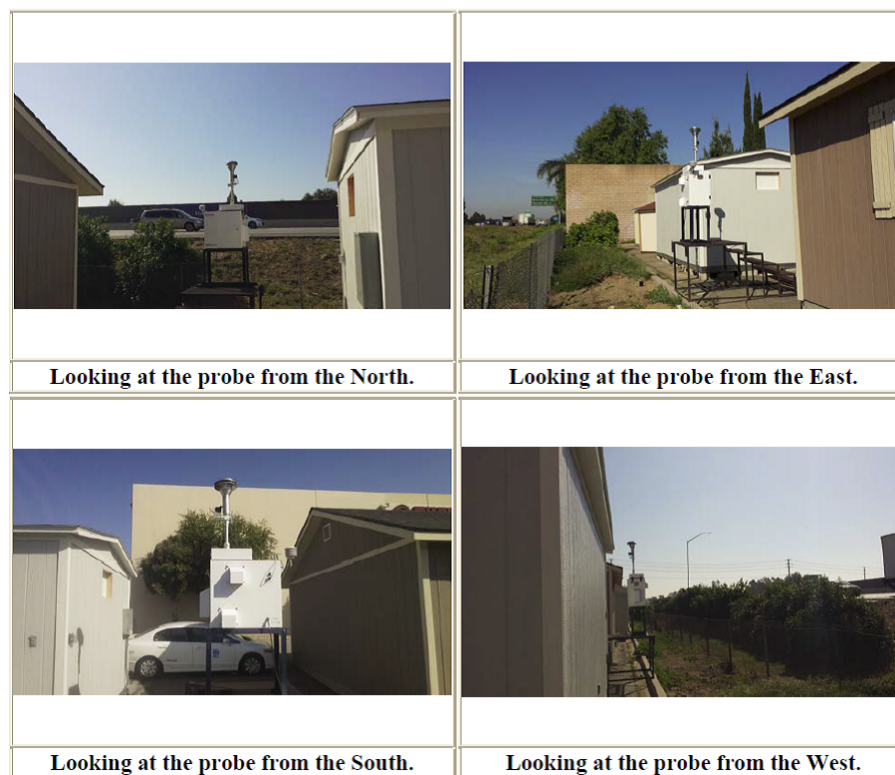 Looking at the probe from the North.
Looking at the probe from the East.
Looking at the probe from the South.
Looking at the probe from the West.